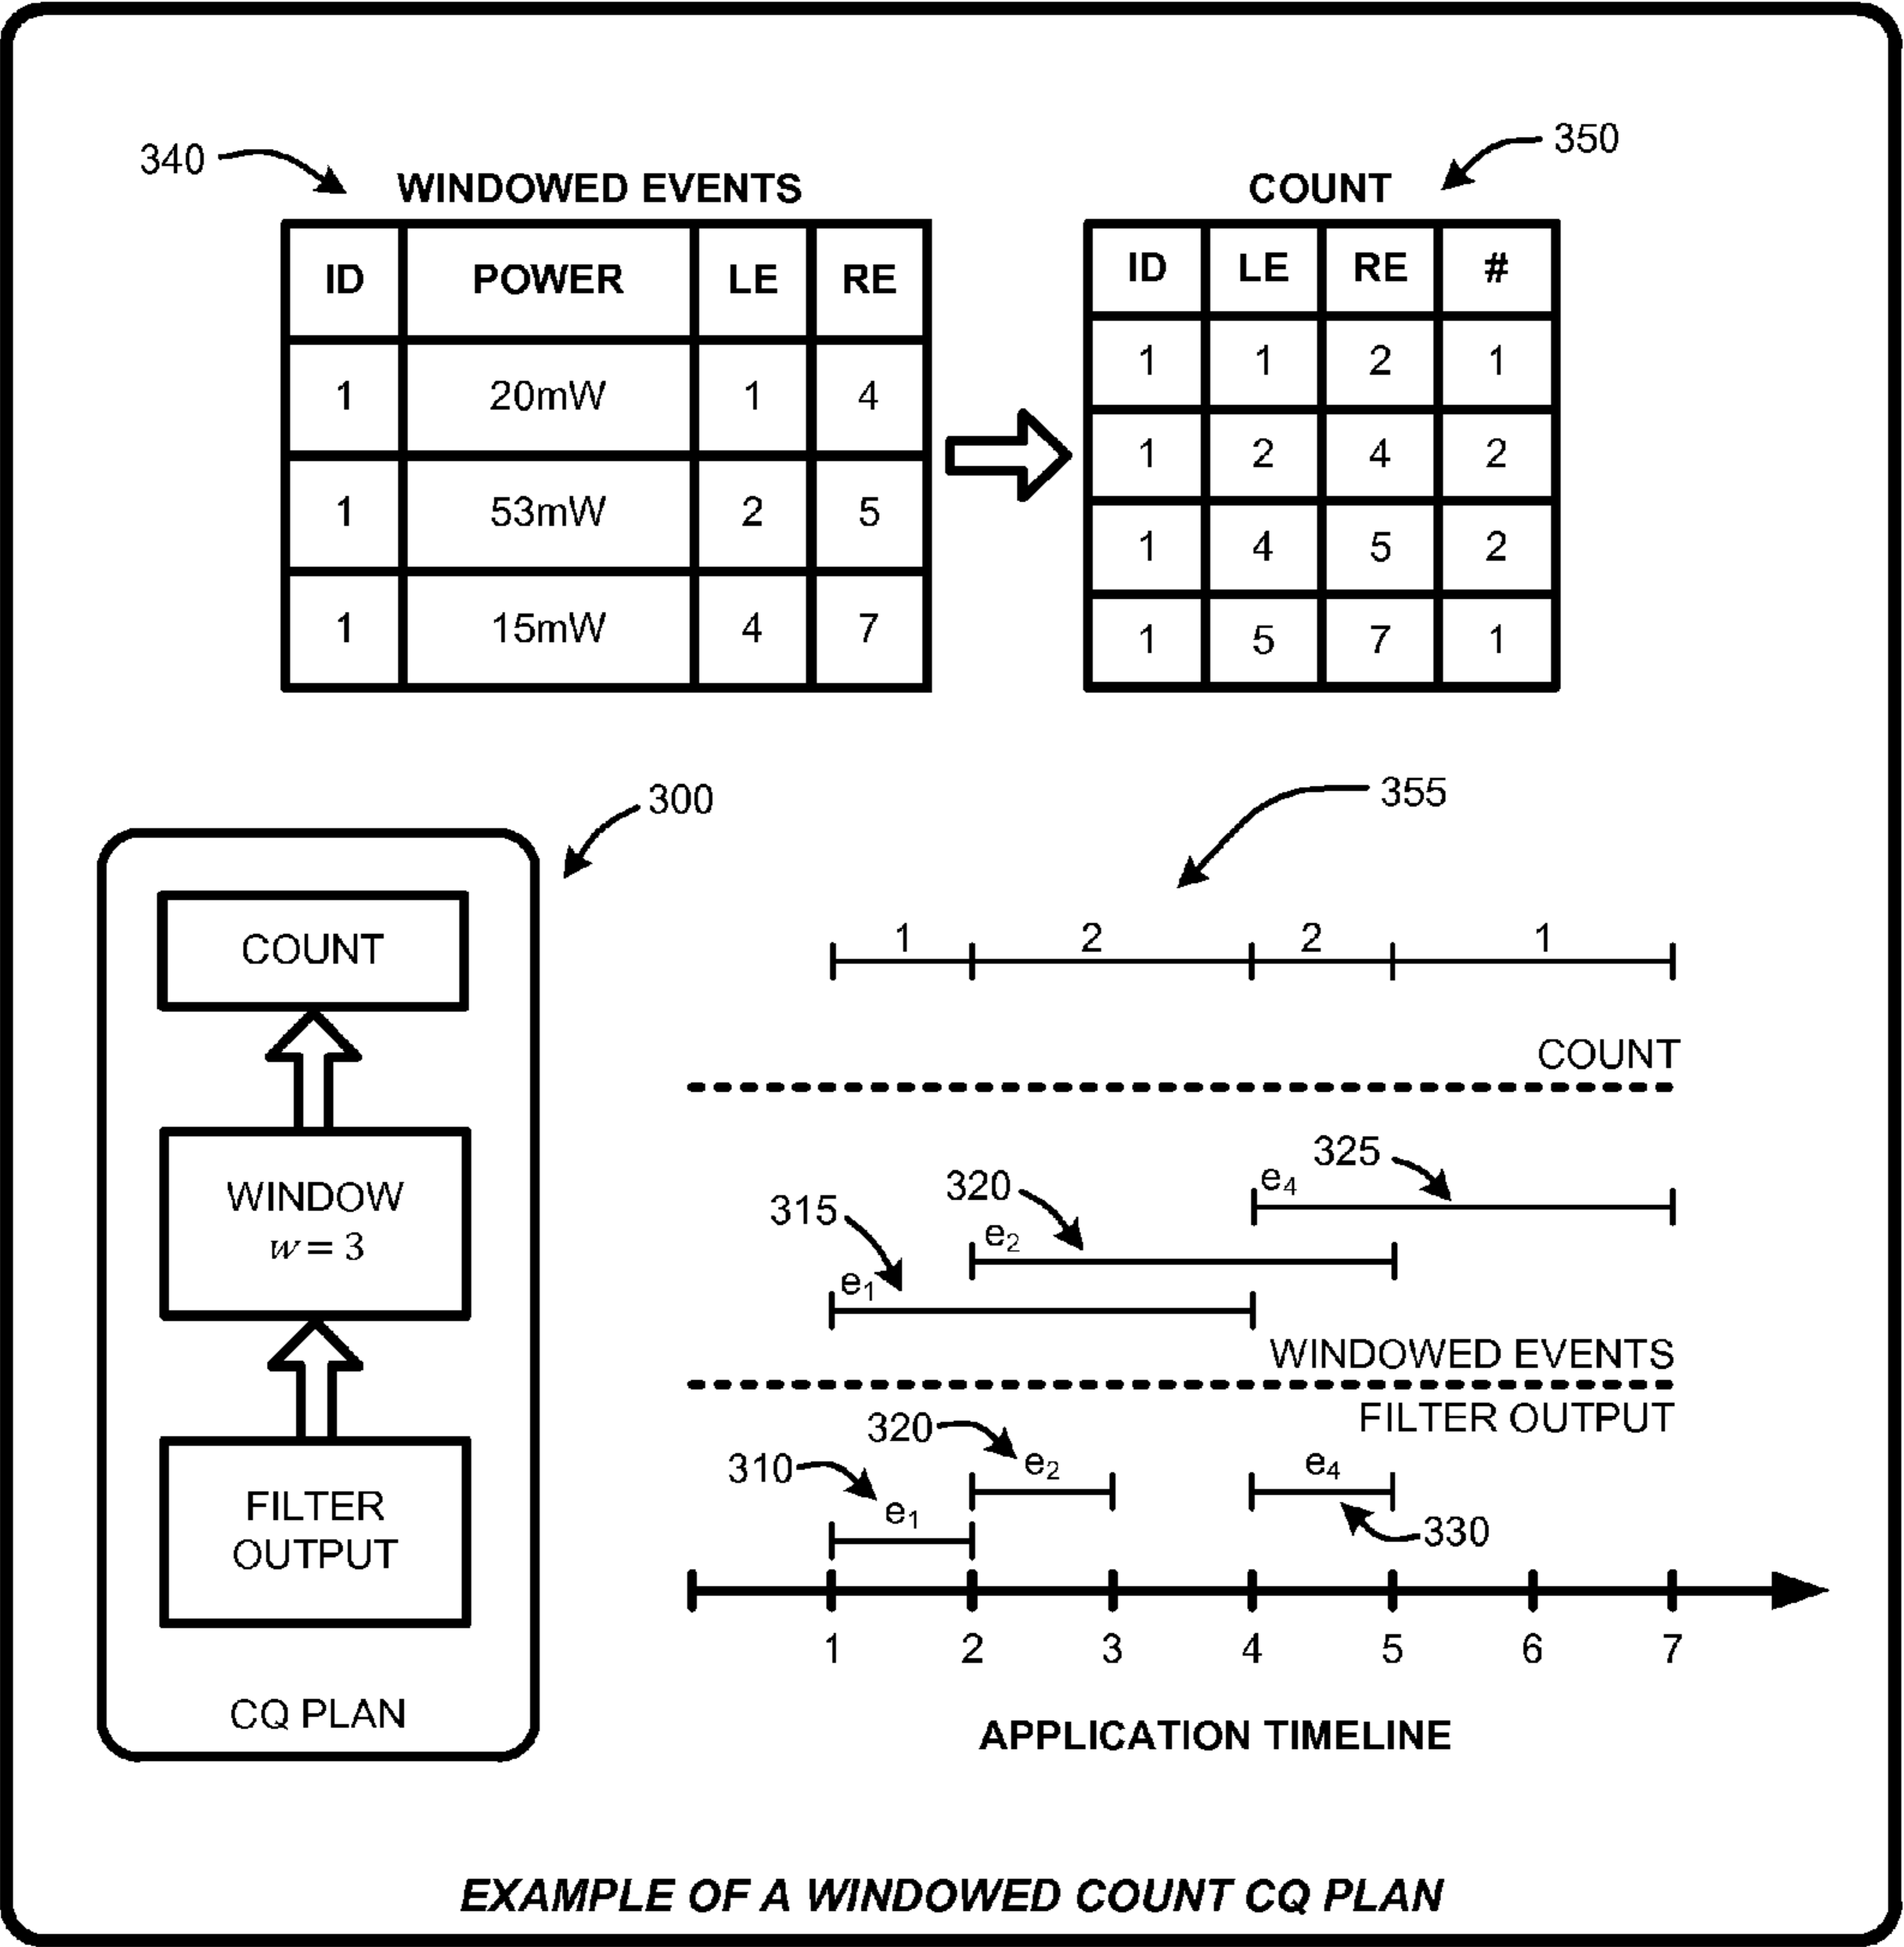 340
350
WINDOWED EVENTS
COUNT
ID POWER LE RE
1 20mW 1 4
1 53mW 2 5
1 15mW 4 7
ID LE RE #
1 1 2 1
1 2 4 2
1 4 5 2
1 5 7 1
300
COUNT
WINDOW
w = 3
FILTER
OUTPUT
CQ PLAN
355
1 2 2 1
COUNT
325
e4
320
e2
315
e1
WINDOWED EVENTS
FILTER OUTPUT
320
e2
e4
310
e1
330
1 2 3 4 5 6 7
APPLICATION TIMELINE
EXAMPLE OF A WINDOWED COUNT CQ PLAN